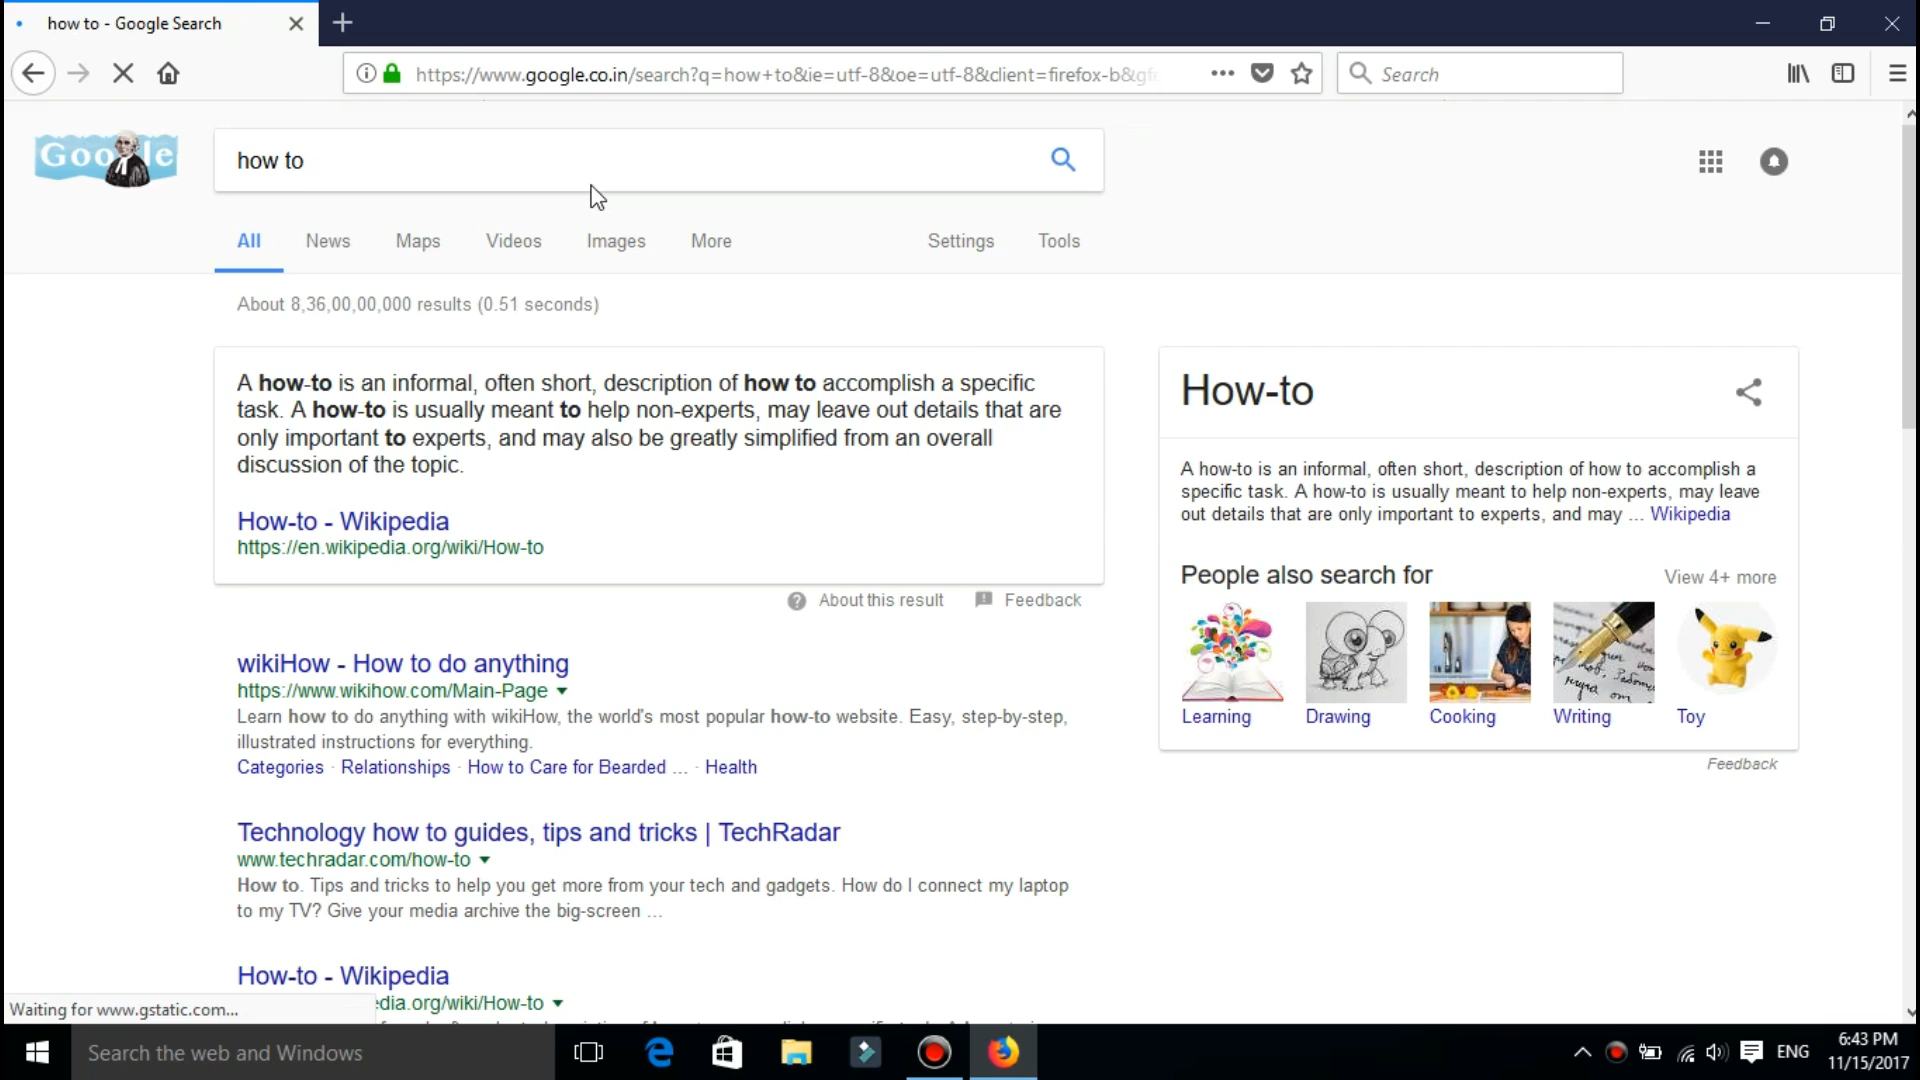 how to - Google Search
https://www.google.co.in/search?q=how+to&ie=utf-8&oe=utf-8&client=firefox-b&gfe
Search
Google
how to
All News Maps Videos Images More Settings Tools
About 8,36,00,00,000 results (0.51 seconds)
A how-to is an informal, often short, description of how to accomplish a specific
task. A how-to is usually meant to help non-experts, may leave out details that are
only important to experts, and may also be greatly simplified from an overall
discussion of the topic.
How-to - Wikipedia
https://en.wikipedia.org/wiki/How-to
About this result Feedback
wikiHow - How to do anything
https://www.wikihow.com/Main-Page
Learn how to do anything with wikiHow, the world's most popular how-to website. Easy, step-by-step,
illustrated instructions for everything.
Categories · Relationships · How to Care for Bearded ... · Health
Technology how to guides, tips and tricks | TechRadar
www.techradar.com/how-to
How to. Tips and tricks to help you get more from your tech and gadgets. How do I connect my laptop
to my TV? Give your media archive the big-screen ...
How-to - Wikipedia
dia.org/wiki/How-to
How-to
A how-to is an informal, often short, description of how to accomplish a
specific task. A how-to is usually meant to help non-experts, may leave
out details that are only important to experts, and may ... Wikipedia
People also search for View 4+ more
Learning Drawing Cooking Writing Toy
Feedback
Waiting for www.gstatic.com...
Search the web and Windows
ENG
6:43 PM
11/15/2017